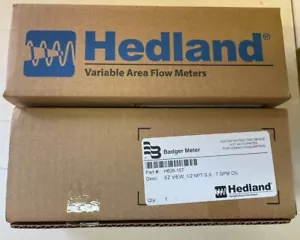 Hedland®
Variable Area Flow Meters
Badger Meter
Part #: H626-107
Desc: EZ VIEW, 1/2 NPT S.S., 7 GPM OIL
Qty: 1
Hedland®